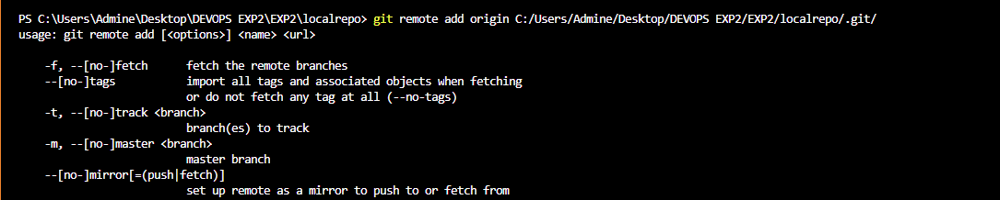 PS C:\Users\Admine\Desktop\DEVOPS EXP2\EXP2\localrepo> git remote add origin C:/Users/Admine/Desktop/DEVOPS EXP2/EXP2/localrepo/.git/
usage: git remote add [<options>] <name> <url>
-f, --[no-]fetch fetch the remote branches
--[no-]tags import all tags and associated objects when fetching
or do not fetch any tag at all (--no-tags)
-t, --[no-]track <branch>
branch(es) to track
-m, --[no-]master <branch>
master branch
--[no-]mirror[=(push|fetch)]
set up remote as a mirror to push to or fetch from